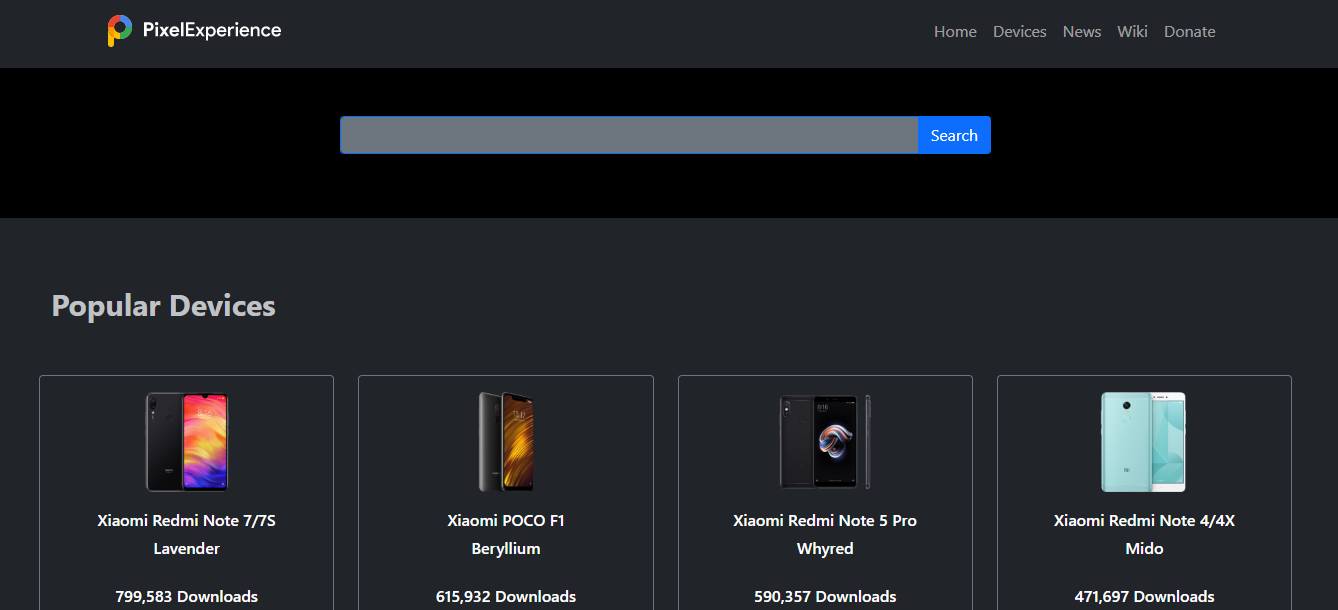 PixelExperience
Home Devices News Wiki Donate
Search
Popular Devices
Xiaomi Redmi Note 7/7S
Lavender
799,583 Downloads
Xiaomi POCO F1
Beryllium
615,932 Downloads
Xiaomi Redmi Note 5 Pro
Whyred
590,357 Downloads
Xiaomi Redmi Note 4/4X
Mido
471,697 Downloads